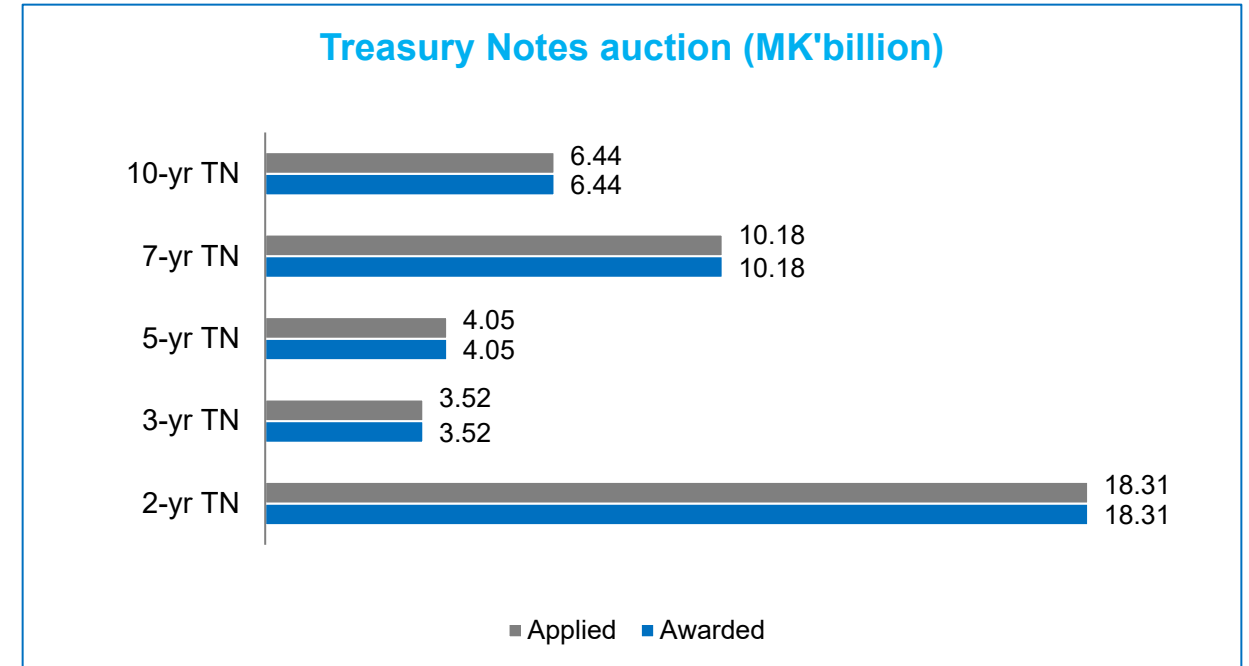 Treasury Notes auction (MK'billion)
10-yr TN
6.44
6.44
7-yr TN
10.18
10.18
5-yr TN
4.05
4.05
3-yr TN
3.52
3.52
2-yr TN
18.31
18.31
Applied Awarded